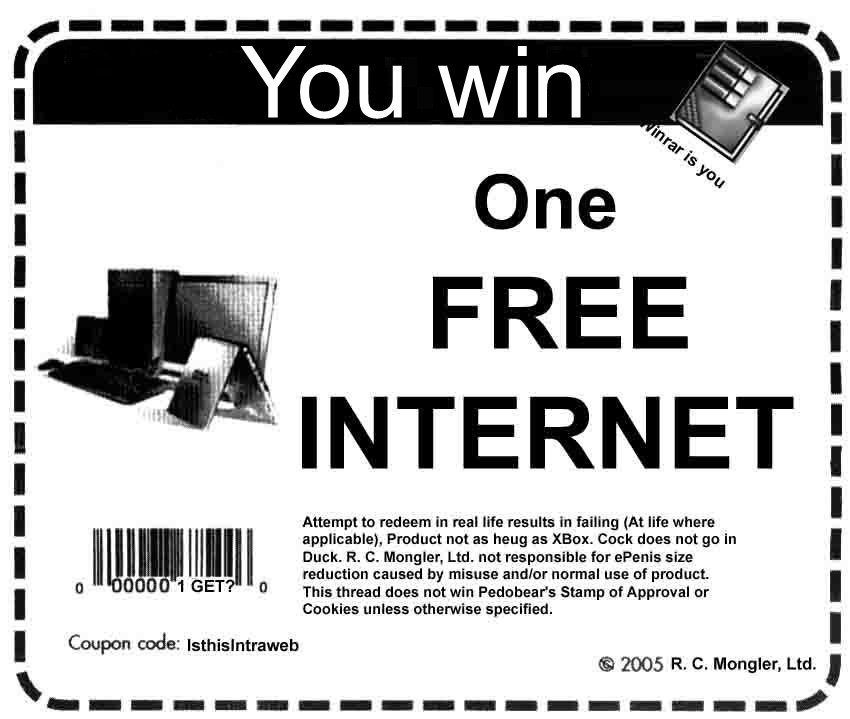 You win
Winrar is you
One
FREE
INTERNET
Attempt to redeem in real life results in failing (At life where
applicable), Product not as heug as XBox. Cock does not go in
Duck. R. C. Mongler, Ltd. not responsible for ePenis size
reduction caused by misuse and/or normal use of product.
This thread does not win Pedobear's Stamp of Approval or
Cookies unless otherwise specified.
0 00000 1 GET? 0
Coupon code: IsthisIntraweb
© 2005 R. C. Mongler, Ltd.